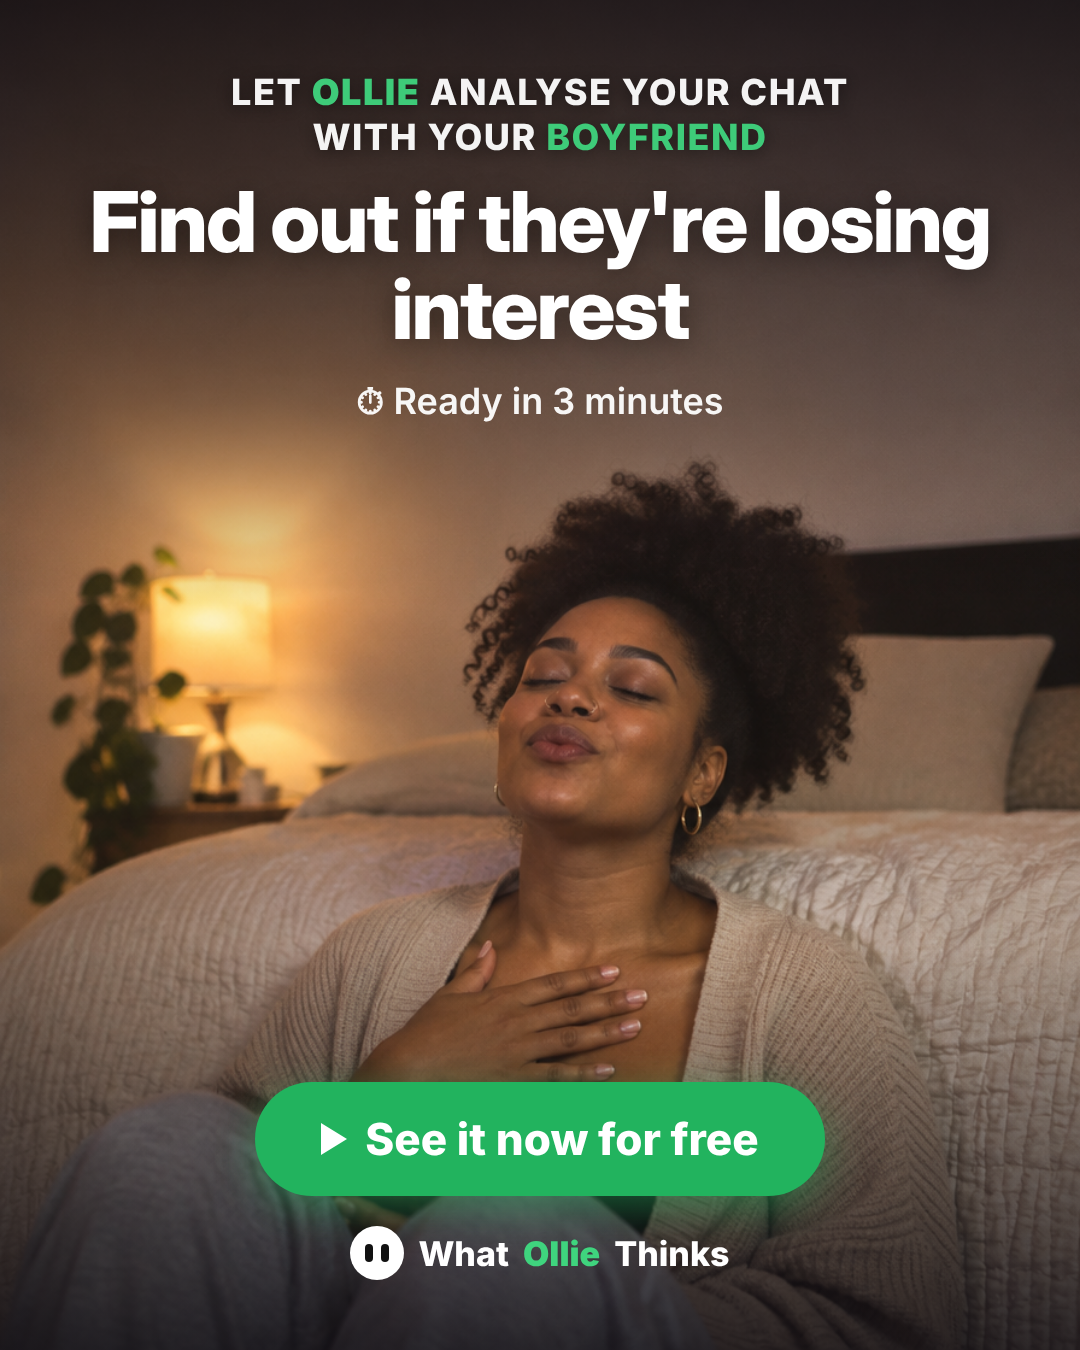 LET OLLIE ANALYSE YOUR CHAT
WITH YOUR BOYFRIEND
Find out if they're losing
interest
⏱ Ready in 3 minutes
See it now for free
What Ollie Thinks